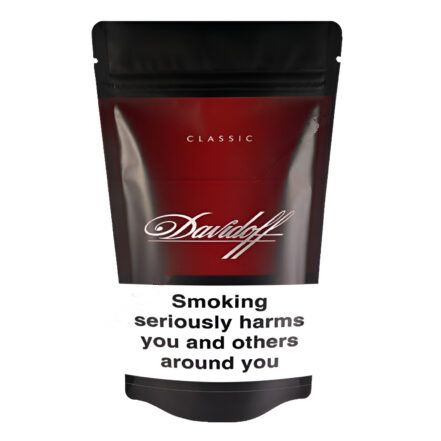 CLASSIC
Davidoff
Smoking
seriously harms
you and others
around you